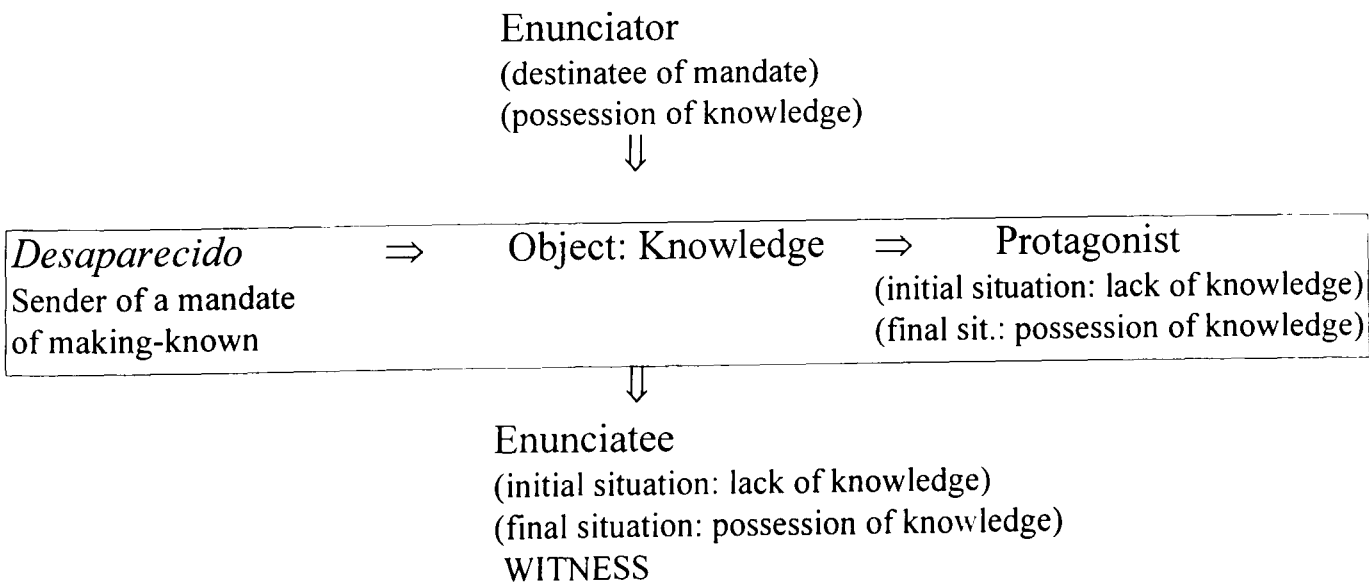 Enunciator
(destinatee of mandate)
(possession of knowledge)
⇓
Desaparecido ⇒ Object: Knowledge ⇒ Protagonist
Sender of a mandate (initial situation: lack of knowledge)
of making-known (final sit.: possession of knowledge)
⇓
Enunciatee
(initial situation: lack of knowledge)
(final situation: possession of knowledge)
WITNESS